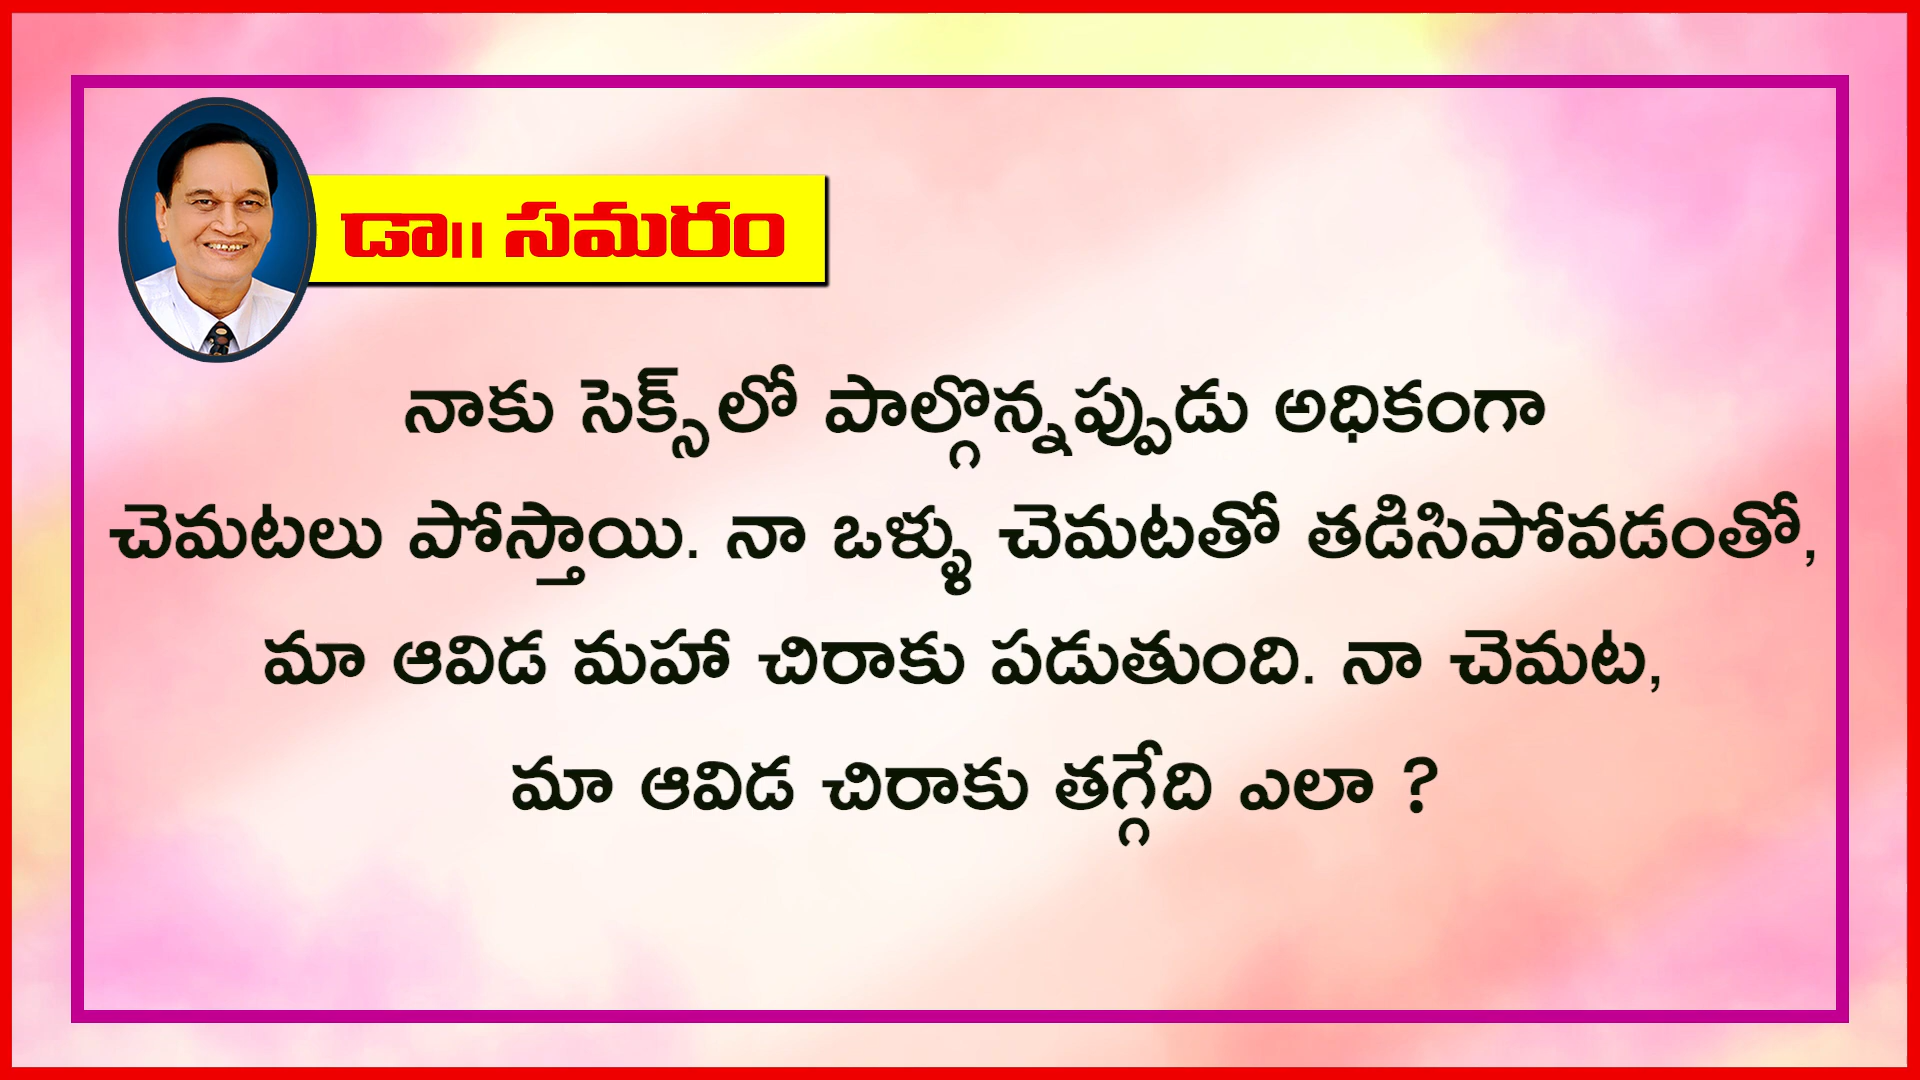 డా॥ సమరం
నాకు సెక్స్‌లో పాల్గొన్నప్పుడు అధికంగా
చెమటలు పోస్తాయి. నా ఒళ్ళు చెమటతో తడిసిపోవడంతో,
మా ఆవిడ మహా చిరాకు పడుతుంది. నా చెమట,
మా ఆవిడ చిరాకు తగ్గేది ఎలా ?